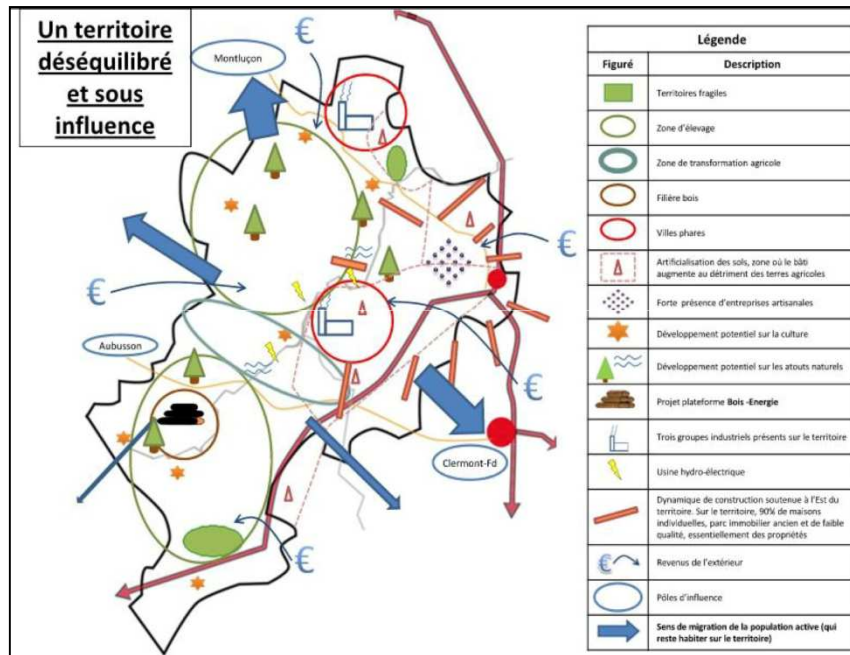 Un territoire
déséquilibré
et sous
influence
Montluçon
€
€
€
€
Aubusson
€
Clermont-Fd
€
Légende
Figuré Description
Territoires fragiles
Zone d'élevage
Zone de transformation agricole
Filière bois
Villes phares
Artificialisation des sols, zone où le bâti
augmente au détriment des terres agricoles
Forte présence d'entreprises artisanales
Développement potentiel sur la culture
Développement potentiel sur les atouts naturels
Projet plateforme Bois -Energie
Trois groupes industriels présents sur le territoire
Usine hydro-électrique
Dynamique de construction soutenue à l'Est du
territoire. Sur le territoire, 90% de maisons
individuelles, parc immobilier ancien et de faible
qualité, essentiellement des propriétés
€ Revenus de l'extérieur
Pôles d'influence
Sens de migration de la population active (qui
reste habiter sur le territoire)